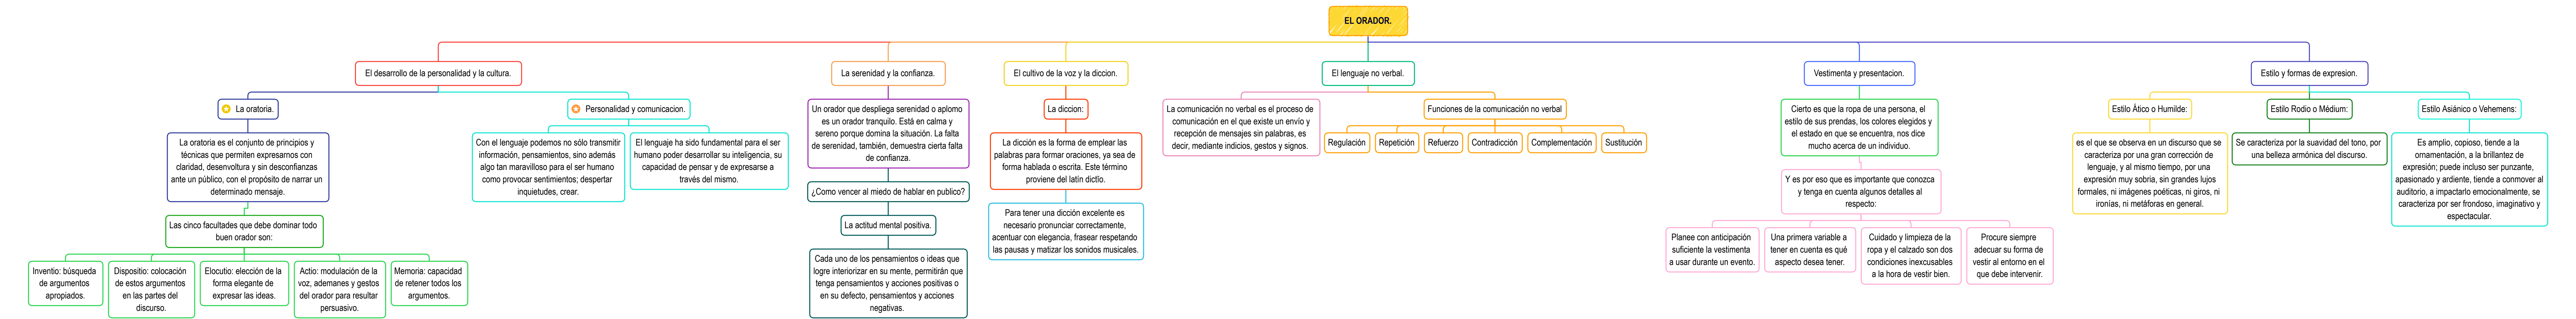 EL ORADOR.
El desarrollo de la personalidad y la cultura.
La serenidad y la confianza.
El cultivo de la voz y la diccion.
El lenguaje no verbal.
Vestimenta y presentacion.
Estilo y formas de expresion.
La oratoria.
La oratoria es el conjunto de principios y
técnicas que permiten expresarnos con
claridad, desenvoltura y sin desconfianzas
ante un público, con el propósito de narrar un
determinado mensaje.
Las cinco facultades que debe dominar todo
buen orador son:
Inventio: búsqueda
de argumentos
apropiados.
Dispositio: colocación
de estos argumentos
en las partes del
discurso.
Elocutio: elección de la
forma elegante de
expresar las ideas.
Actio: modulación de la
voz, ademanes y gestos
del orador para resultar
persuasivo.
Memoria: capacidad
de retener todos los
argumentos.
Personalidad y comunicacion.
Con el lenguaje podemos no sólo transmitir
información, pensamientos, sino además
algo tan maravilloso para el ser humano
como provocar sentimientos; despertar
inquietudes, crear.
El lenguaje ha sido fundamental para el ser
humano poder desarrollar su inteligencia, su
capacidad de pensar y de expresarse a
través del mismo.
Un orador que despliega serenidad o aplomo
es un orador tranquilo. Está en calma y
sereno porque domina la situación. La falta
de serenidad, también, demuestra cierta falta
de confianza.
¿Como vencer al miedo de hablar en publico?
La actitud mental positiva.
Cada uno de los pensamientos o ideas que
logre interiorizar en su mente, permitirán que
tenga pensamientos y acciones positivas o
en su defecto, pensamientos y acciones
negativas.
La diccion:
La dicción es la forma de emplear las
palabras para formar oraciones, ya sea de
forma hablada o escrita. Este término
proviene del latín dictĭo.
Para tener una dicción excelente es
necesario pronunciar correctamente,
acentuar con elegancia, frasear respetando
las pausas y matizar los sonidos musicales.
La comunicación no verbal es el proceso de
comunicación en el que existe un envío y
recepción de mensajes sin palabras, es
decir, mediante indicios, gestos y signos.
Funciones de la comunicación no verbal
Regulación
Repetición
Refuerzo
Contradicción
Complementación
Sustitución
Cierto es que la ropa de una persona, el
estilo de sus prendas, los colores elegidos y
el estado en que se encuentra, nos dice
mucho acerca de un individuo.
Y es por eso que es importante que conozca
y tenga en cuenta algunos detalles al
respecto:
Planee con anticipación
suficiente la vestimenta
a usar durante un evento.
Una primera variable a
tener en cuenta es qué
aspecto desea tener.
Cuidado y limpieza de la
ropa y el calzado son dos
condiciones inexcusables
a la hora de vestir bien.
Procure siempre
adecuar su forma de
vestir al entorno en el
que debe intervenir.
Estilo Ático o Humilde:
es el que se observa en un discurso que se
caracteriza por una gran corrección de
lenguaje, y al mismo tiempo, por una
expresión muy sobria, sin grandes lujos
formales, ni imágenes poéticas, ni giros, ni
ironías, ni metáforas en general.
Estilo Rodio o Médium:
Se caracteriza por la suavidad del tono, por
una belleza armónica del discurso.
Estilo Asiánico o Vehemens:
Es amplio, copioso, tiende a la
ornamentación, a la brillantez de
expresión; puede incluso ser punzante,
apasionado y ardiente, tiende a conmover al
auditorio, a impactarlo emocionalmente, se
caracteriza por ser frondoso, imaginativo y
espectacular.